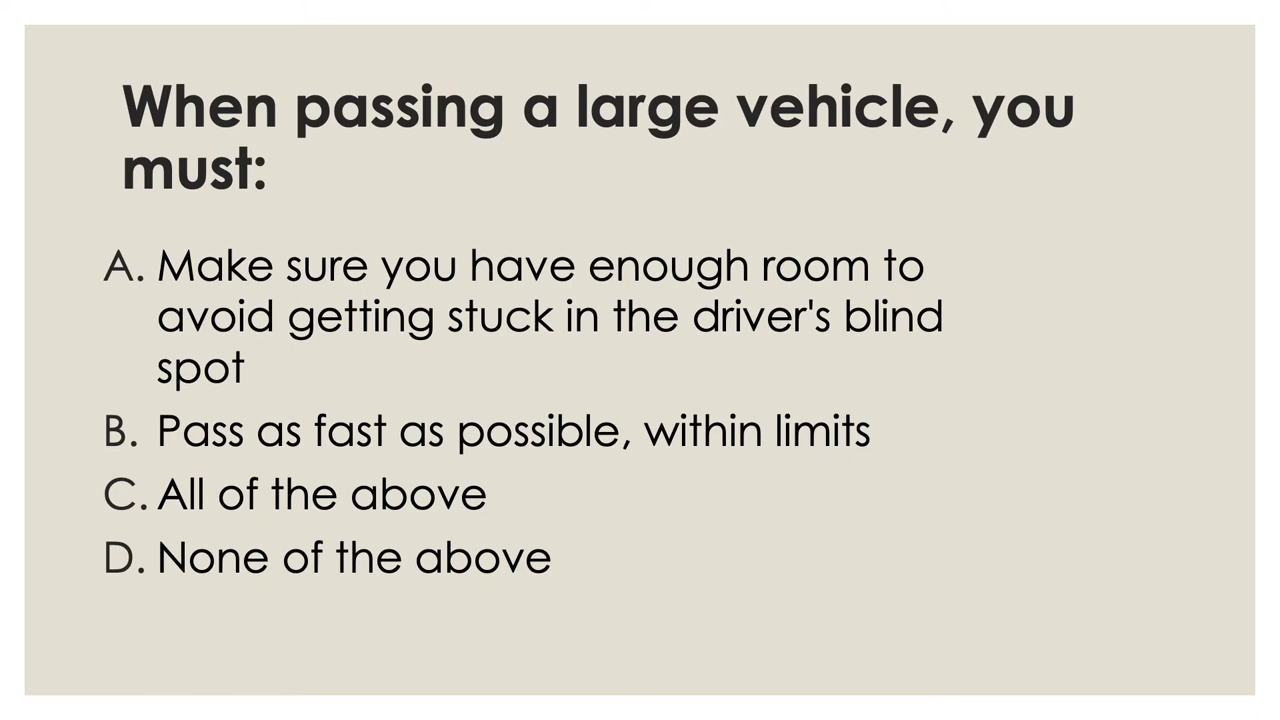 When passing a large vehicle, you
must:
A. Make sure you have enough room to
avoid getting stuck in the driver's blind
spot
B. Pass as fast as possible, within limits
C. All of the above
D. None of the above